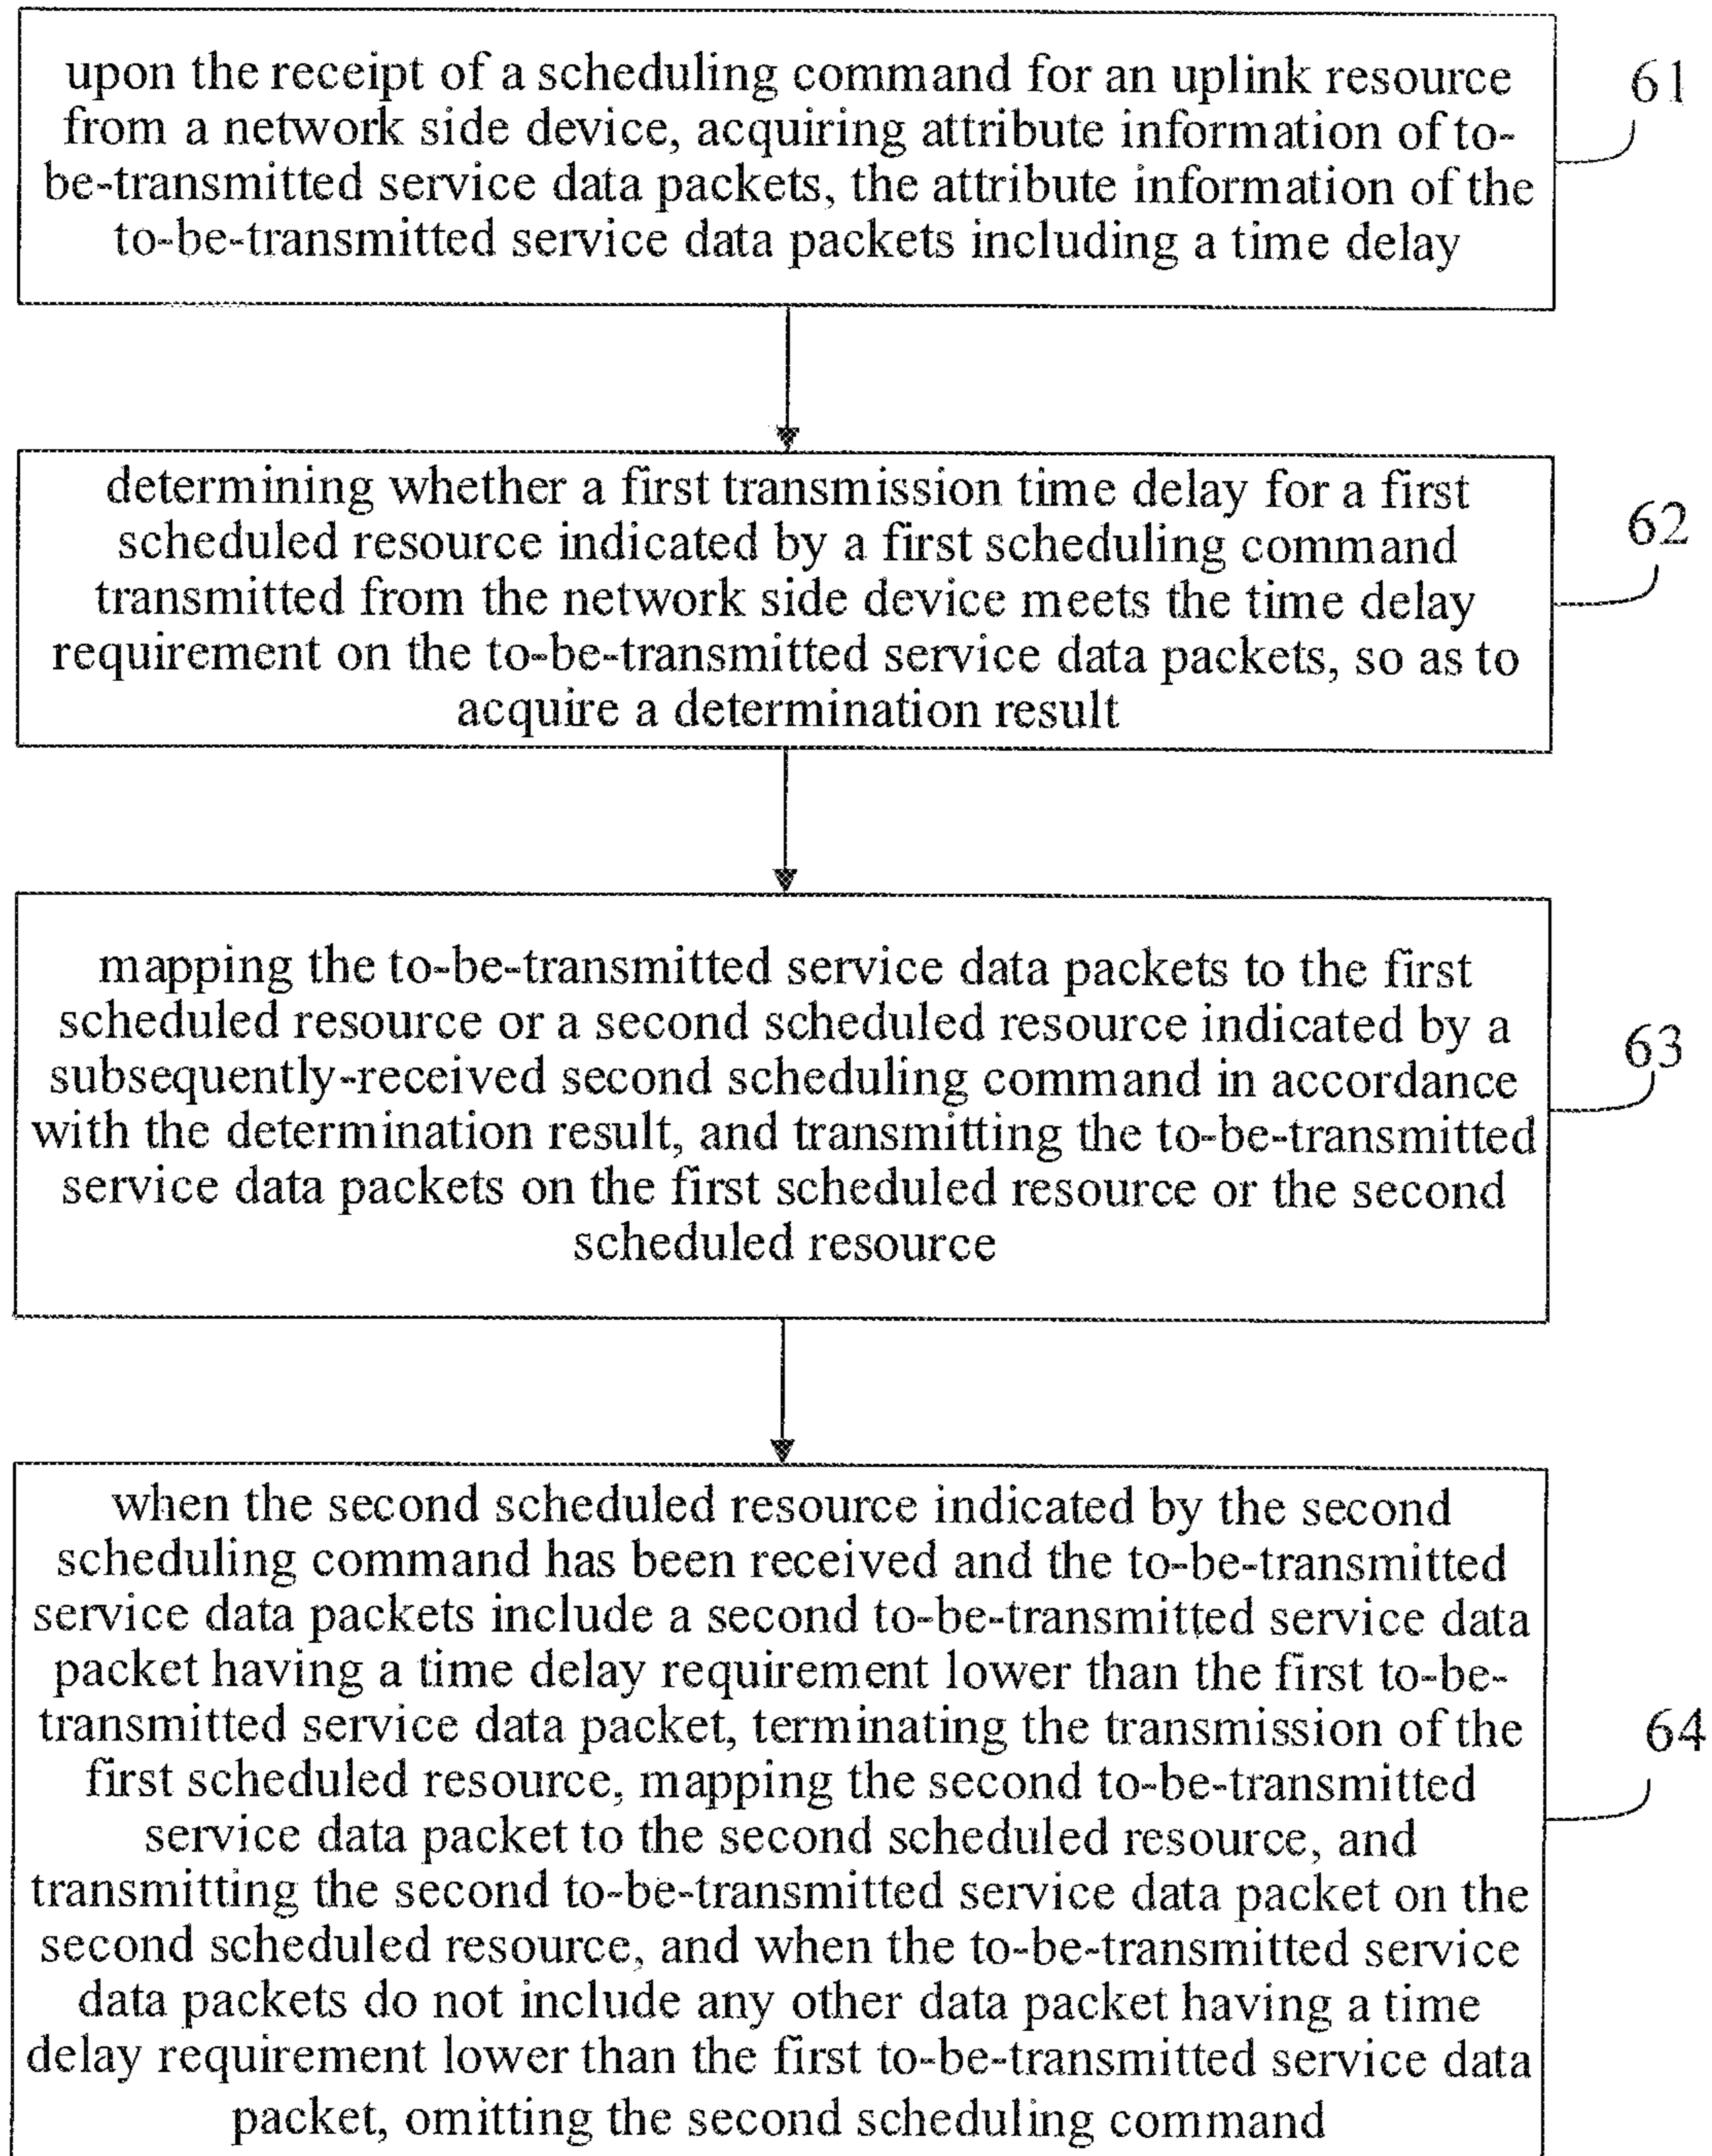 upon the receipt of a scheduling command for an uplink resource
from a network side device, acquiring attribute information of to-
be-transmitted service data packets, the attribute information of the
to-be-transmitted service data packets including a time delay
61
determining whether a first transmission time delay for a first
scheduled resource indicated by a first scheduling command
transmitted from the network side device meets the time delay
requirement on the to-be-transmitted service data packets, so as to
acquire a determination result
62
mapping the to-be-transmitted service data packets to the first
scheduled resource or a second scheduled resource indicated by a
subsequently-received second scheduling command in accordance
with the determination result, and transmitting the to-be-transmitted
service data packets on the first scheduled resource or the second
scheduled resource
63
when the second scheduled resource indicated by the second
scheduling command has been received and the to-be-transmitted
service data packets include a second to-be-transmitted service data
packet having a time delay requirement lower than the first to-be-
transmitted service data packet, terminating the transmission of the
first scheduled resource, mapping the second to-be-transmitted
service data packet to the second scheduled resource, and
transmitting the second to-be-transmitted service data packet on the
second scheduled resource, and when the to-be-transmitted service
data packets do not include any other data packet having a time
delay requirement lower than the first to-be-transmitted service data
packet, omitting the second scheduling command
64